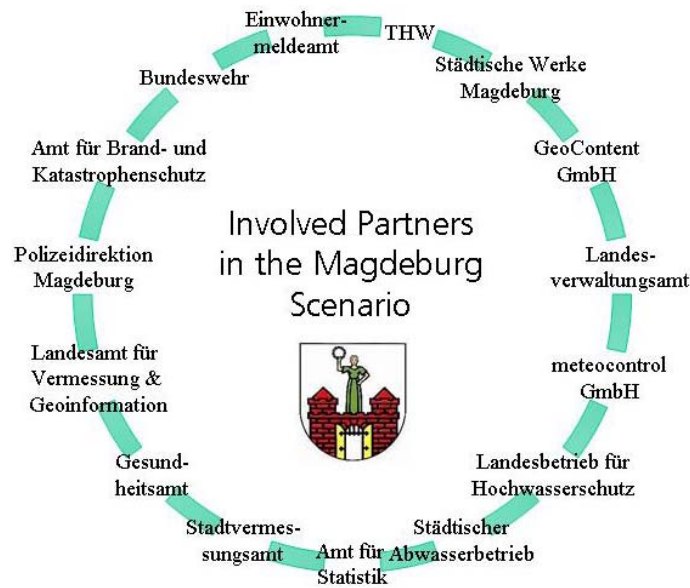 Involved Partners
in the Magdeburg
Scenario
THW
Städtische Werke
Magdeburg
GeoContent
GmbH
Landes-
verwaltungsamt
meteocontrol
GmbH
Landesbetrieb für
Hochwasserschutz
Städtischer
Abwasserbetrieb
Amt für
Statistik
Stadtvermes-
sungsamt
Gesund-
heitsamt
Landesamt für
Vermessung &
Geoinformation
Polizeidirektion
Magdeburg
Amt für Brand- und
Katastrophenschutz
Bundeswehr
Einwohner-
meldeamt